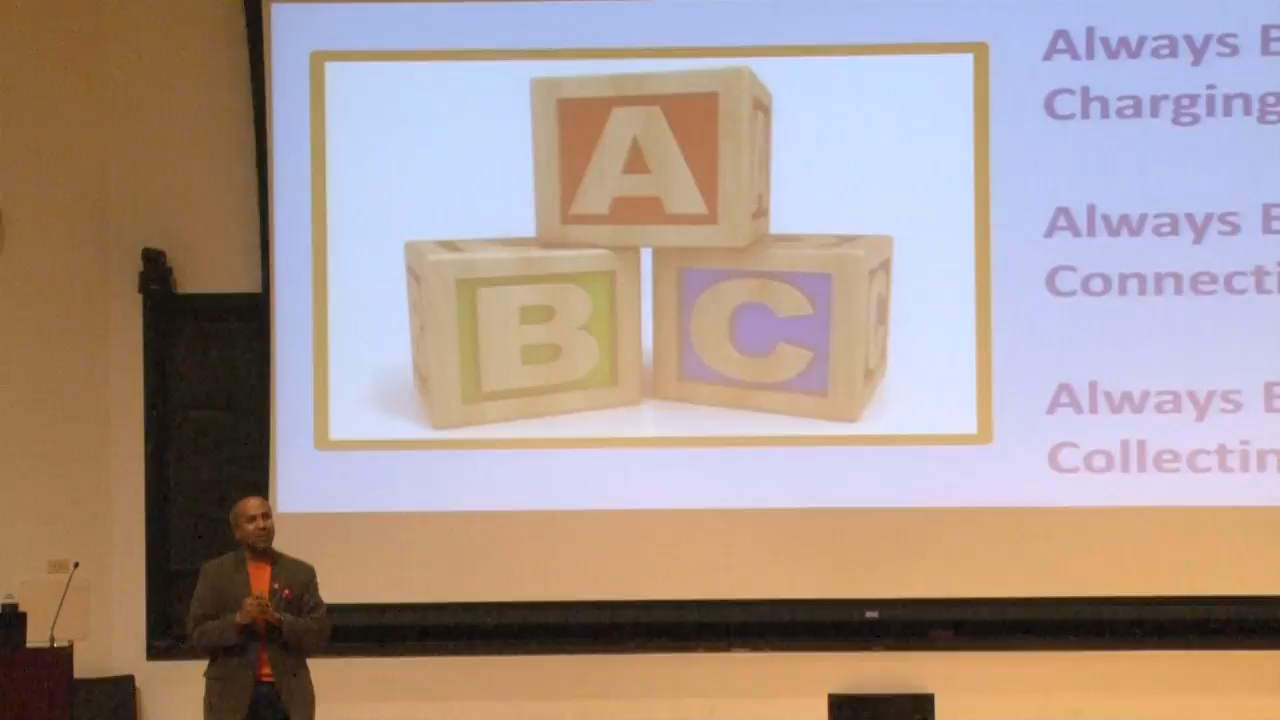 A
B C
Always B
Charging
Always B
Connecti
Always B
Collectin